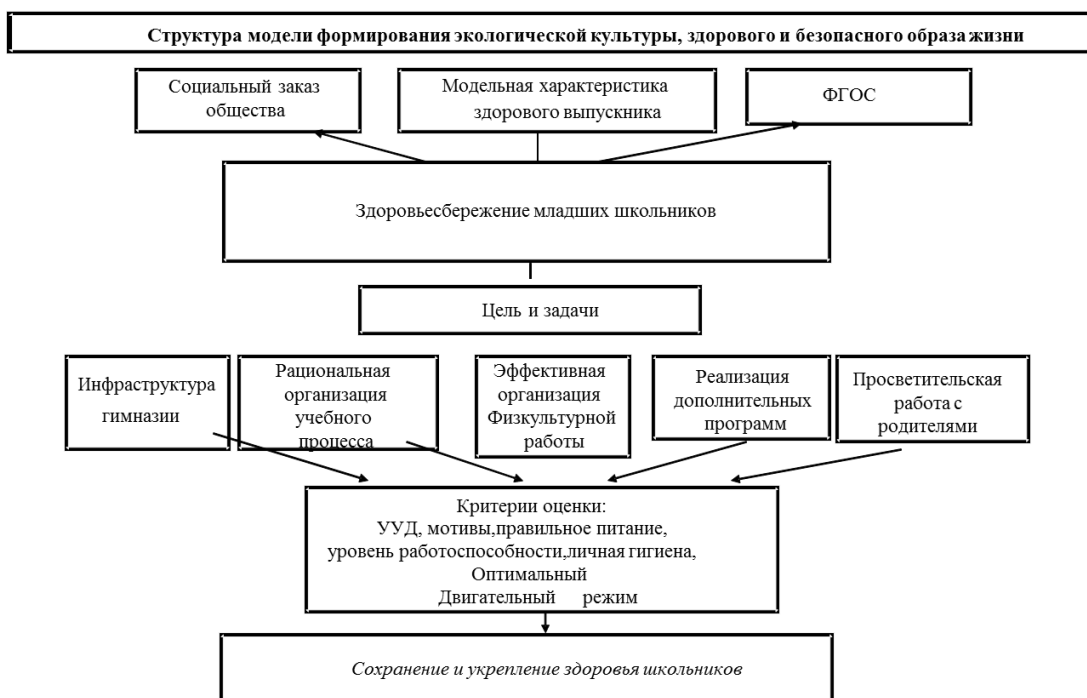 Структура модели формирования экологической культуры, здорового и безопасного образа жизни
Социальный заказ
общества
Модельная характеристика
здорового выпускника
ФГОС
Здоровьесбережение младших школьников
Цель и задачи
Инфраструктура
гимназии
Рациональная
организация
учебного
процесса
Эффективная
организация
Физкультурной
работы
Реализация
дополнительных
программ
Просветительская
работа с
родителями
Критерии оценки:
УУД, мотивы,правильное питание,
уровень работоспособности,личная гигиена,
Оптимальный
Двигательный режим
Сохранение и укрепление здоровья школьников